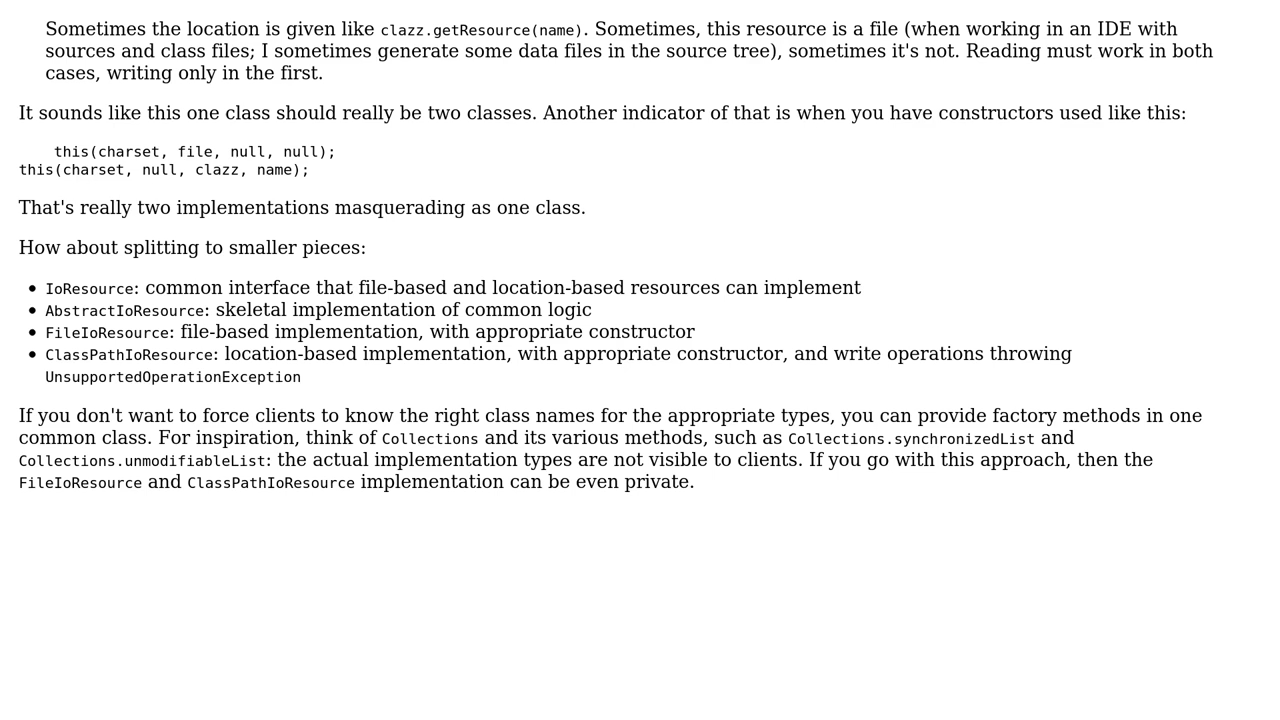 Sometimes the location is given like clazz.getResource(name). Sometimes, this resource is a file (when working in an IDE with
sources and class files; I sometimes generate some data files in the source tree), sometimes it's not. Reading must work in both
cases, writing only in the first.
It sounds like this one class should really be two classes. Another indicator of that is when you have constructors used like this:
this(charset, file, null, null);
this(charset, null, clazz, name);
That's really two implementations masquerading as one class.
How about splitting to smaller pieces:
• IoResource: common interface that file-based and location-based resources can implement
• AbstractIoResource: skeletal implementation of common logic
• FileIoResource: file-based implementation, with appropriate constructor
• ClassPathIoResource: location-based implementation, with appropriate constructor, and write operations throwing
UnsupportedOperationException
If you don't want to force clients to know the right class names for the appropriate types, you can provide factory methods in one
common class. For inspiration, think of Collections and its various methods, such as Collections.synchronizedList and
Collections.unmodifiableList: the actual implementation types are not visible to clients. If you go with this approach, then the
FileIoResource and ClassPathIoResource implementation can be even private.